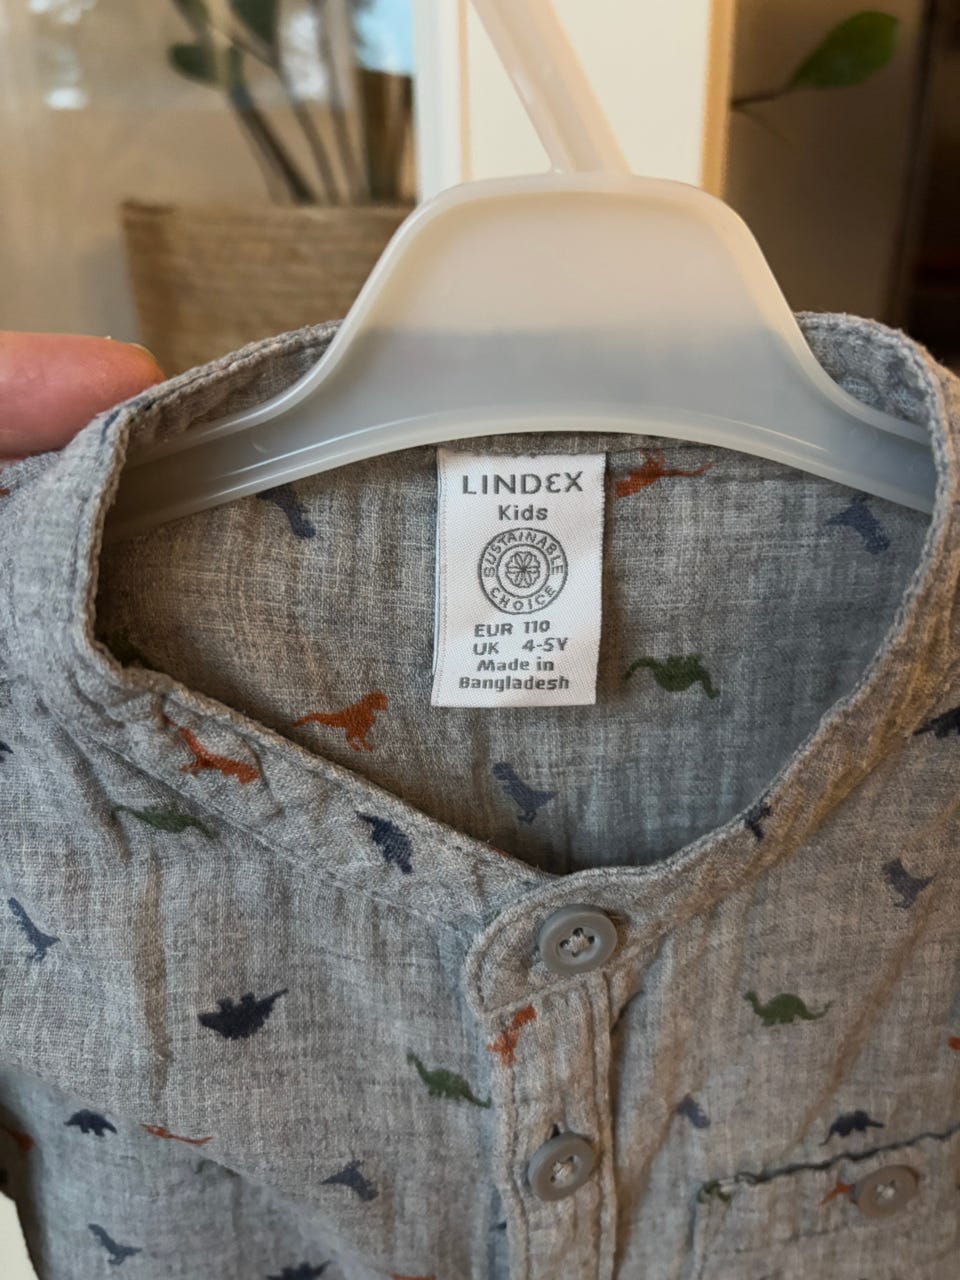 LINDEX
Kids
SUSTAINABLE
CHOICE
EUR 110
UK 4-5Y
Made in
Bangladesh